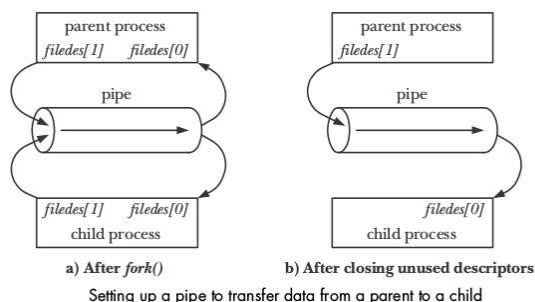 parent process
filedes[1] filedes[0]
pipe
filedes[1] filedes[0]
child process
a) After fork()
parent process
filedes[1]
pipe
filedes[0]
child process
b) After closing unused descriptors
Setting up a pipe to transfer data from a parent to a child